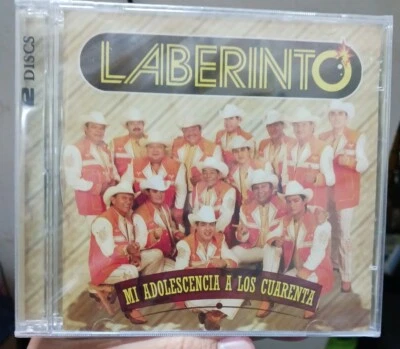 LABERINTO
2 DISCS
MI ADOLESCENCIA A LOS CUARENTA